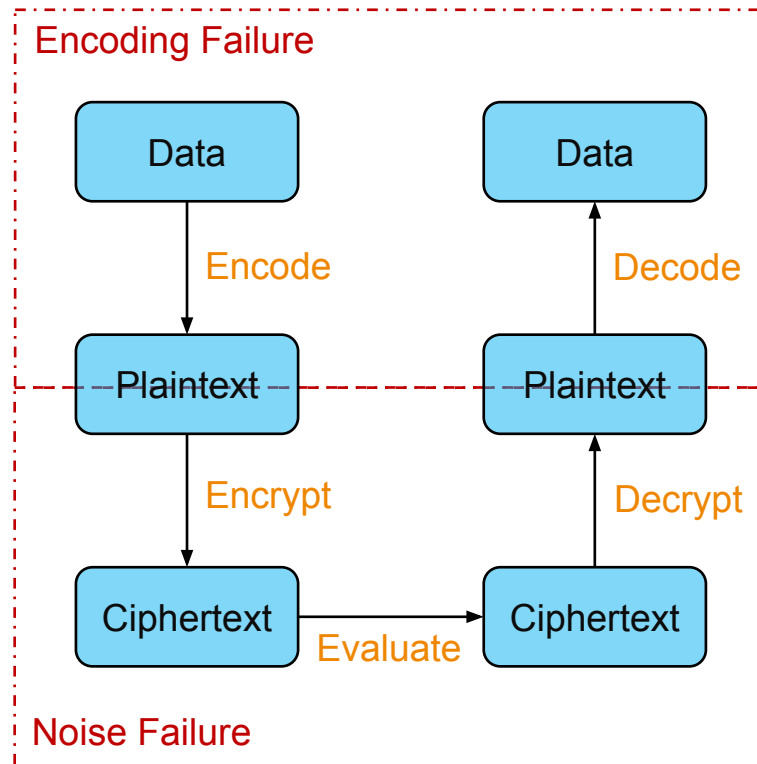 Encoding Failure
Data
Data
Encode
Decode
Plaintext
Plaintext
Encrypt
Decrypt
Ciphertext
Ciphertext
Evaluate
Noise Failure